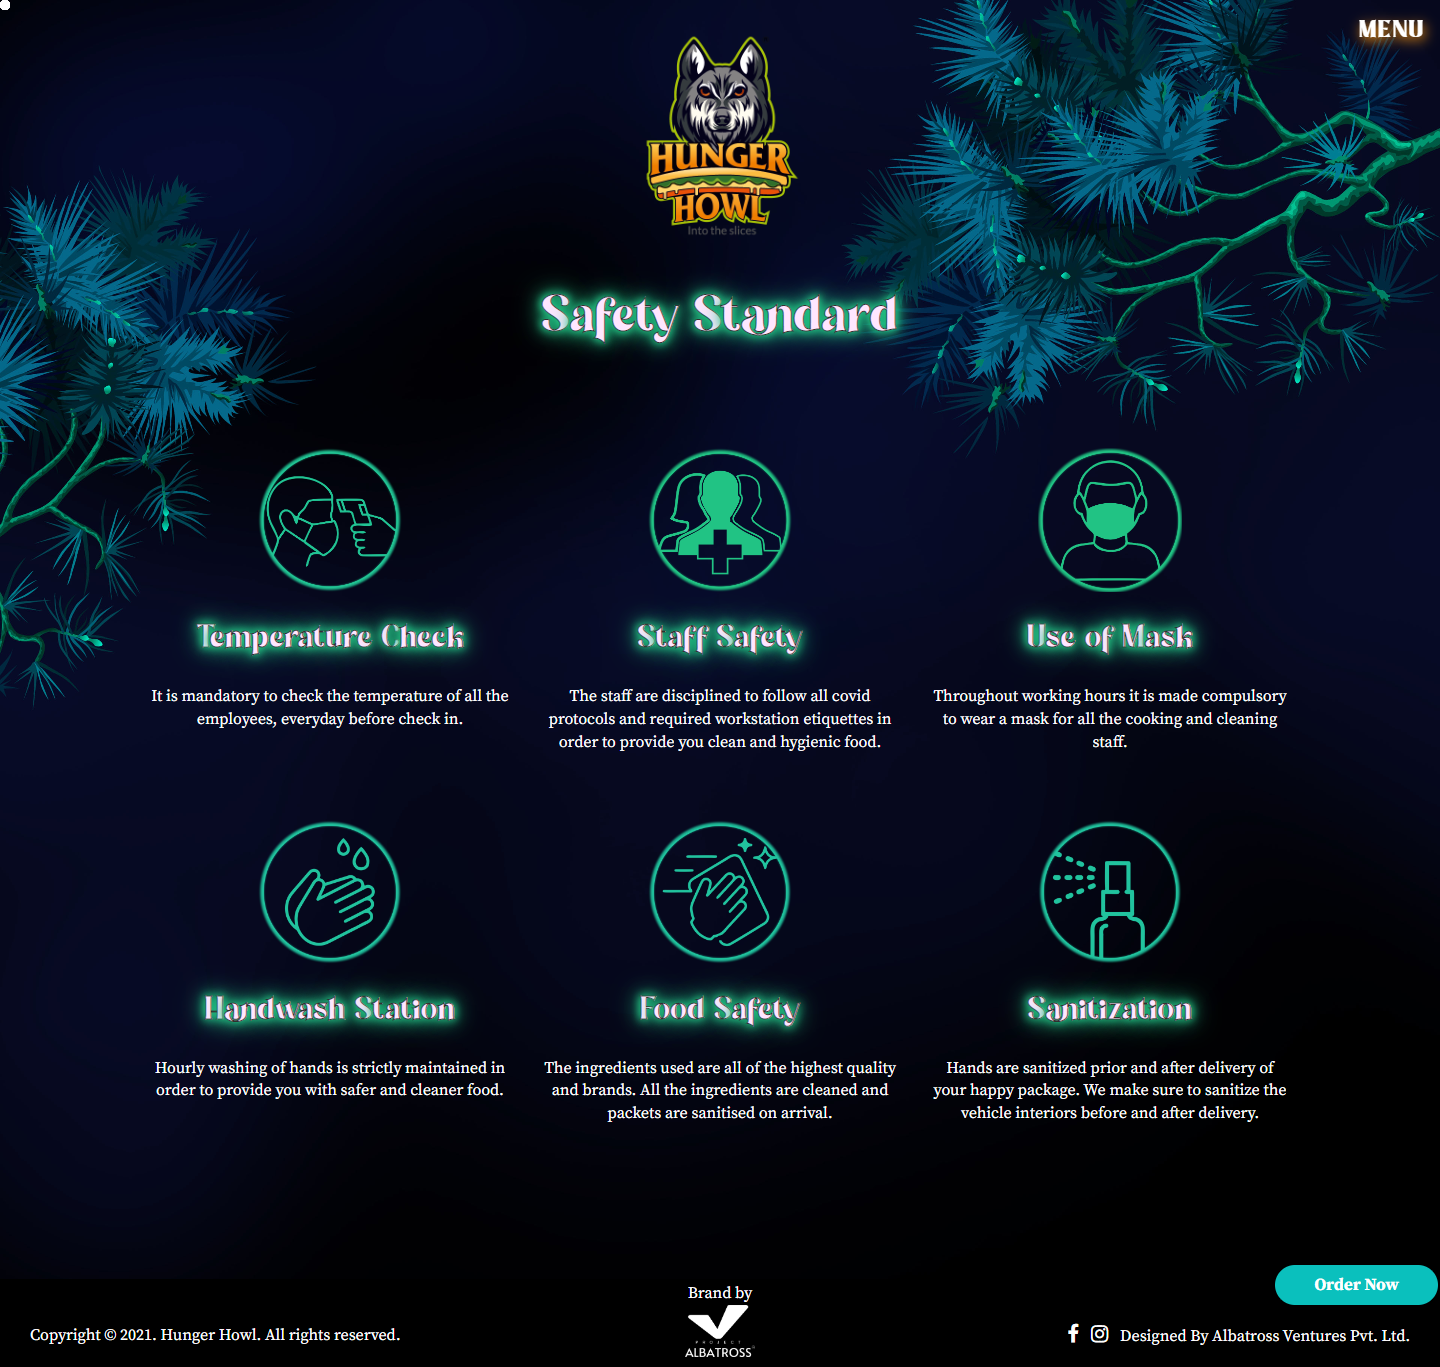 MENU
HUNGER
HOWL
Into the slices
Safety Standard
Temperature Check
It is mandatory to check the temperature of all the
employees, everyday before check in.
Staff Safety
The staff are disciplined to follow all covid
protocols and required workstation etiquettes in
order to provide you clean and hygienic food.
Use of Mask
Throughout working hours it is made compulsory
to wear a mask for all the cooking and cleaning
staff.
Handwash Station
Hourly washing of hands is strictly maintained in
order to provide you with safer and cleaner food.
Food Safety
The ingredients used are all of the highest quality
and brands. All the ingredients are cleaned and
packets are sanitised on arrival.
Sanitization
Hands are sanitized prior and after delivery of
your happy package. We make sure to sanitize the
vehicle interiors before and after delivery.
Order Now
Copyright © 2021. Hunger Howl. All rights reserved.
Brand by
PROJECT
ALBATROSS
Designed By Albatross Ventures Pvt. Ltd.